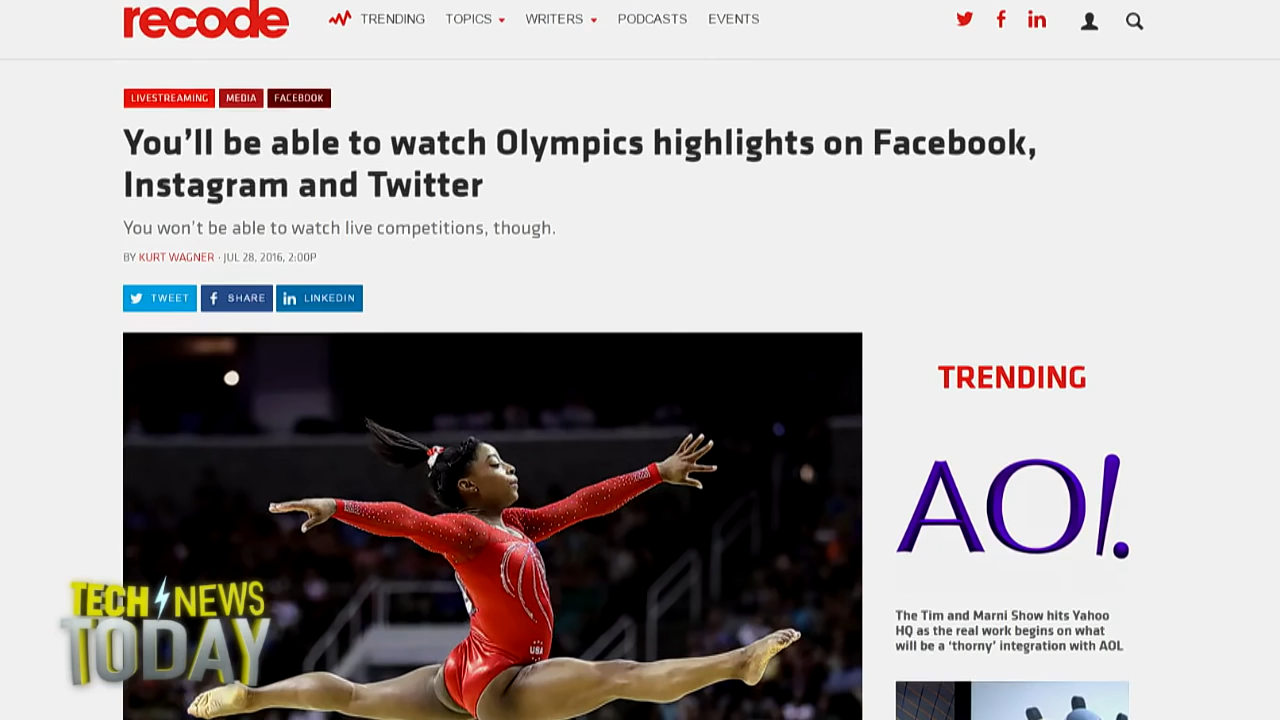 recode
TRENDING TOPICS WRITERS PODCASTS EVENTS
LIVESTREAMING MEDIA FACEBOOK
You'll be able to watch Olympics highlights on Facebook,
Instagram and Twitter
You won't be able to watch live competitions, though.
BY KURT WAGNER · JUL 28, 2016, 2:00P
TWEET SHARE LINKEDIN
TRENDING
AO!.
The Tim and Marni Show hits Yahoo
HQ as the real work begins on what
will be a 'thorny' integration with AOL
USA
TECH NEWS
TODAY